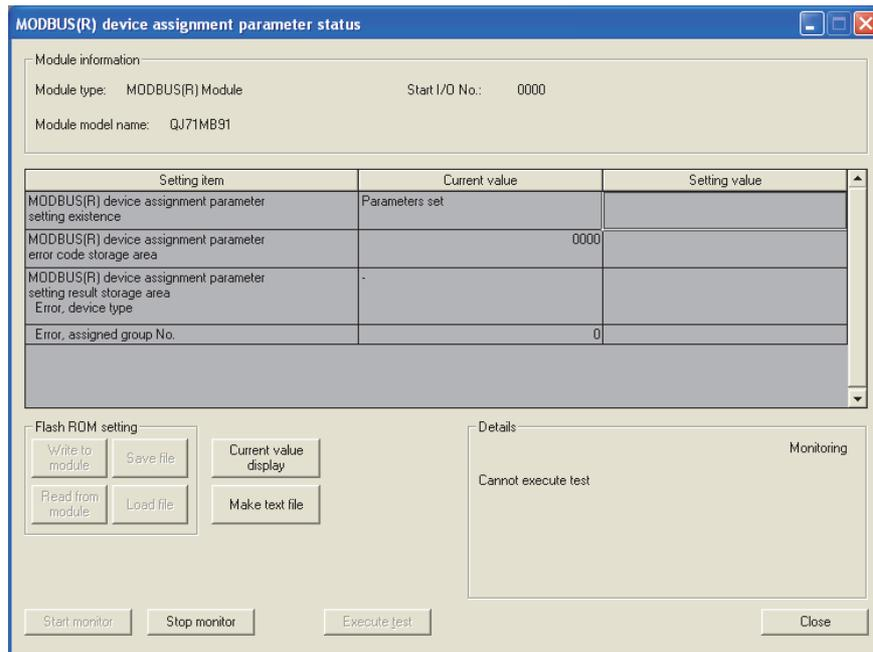 MODBUS(R) device assignment parameter status
Module information
Module type: MODBUS(R) Module Start I/O No.: 0000
Module model name: QJ71MB91
Setting item Current value Setting value
MODBUS(R) device assignment parameter
setting existence
Parameters set
MODBUS(R) device assignment parameter
error code storage area
0000
MODBUS(R) device assignment parameter
setting result storage area
Error, device type
-
Error, assigned group No. 0
Flash ROM setting
Write to
module
Save file
Read from
module
Load file
Current value
display
Make text file
Details
Monitoring
Cannot execute test
Start monitor Stop monitor Execute test Close